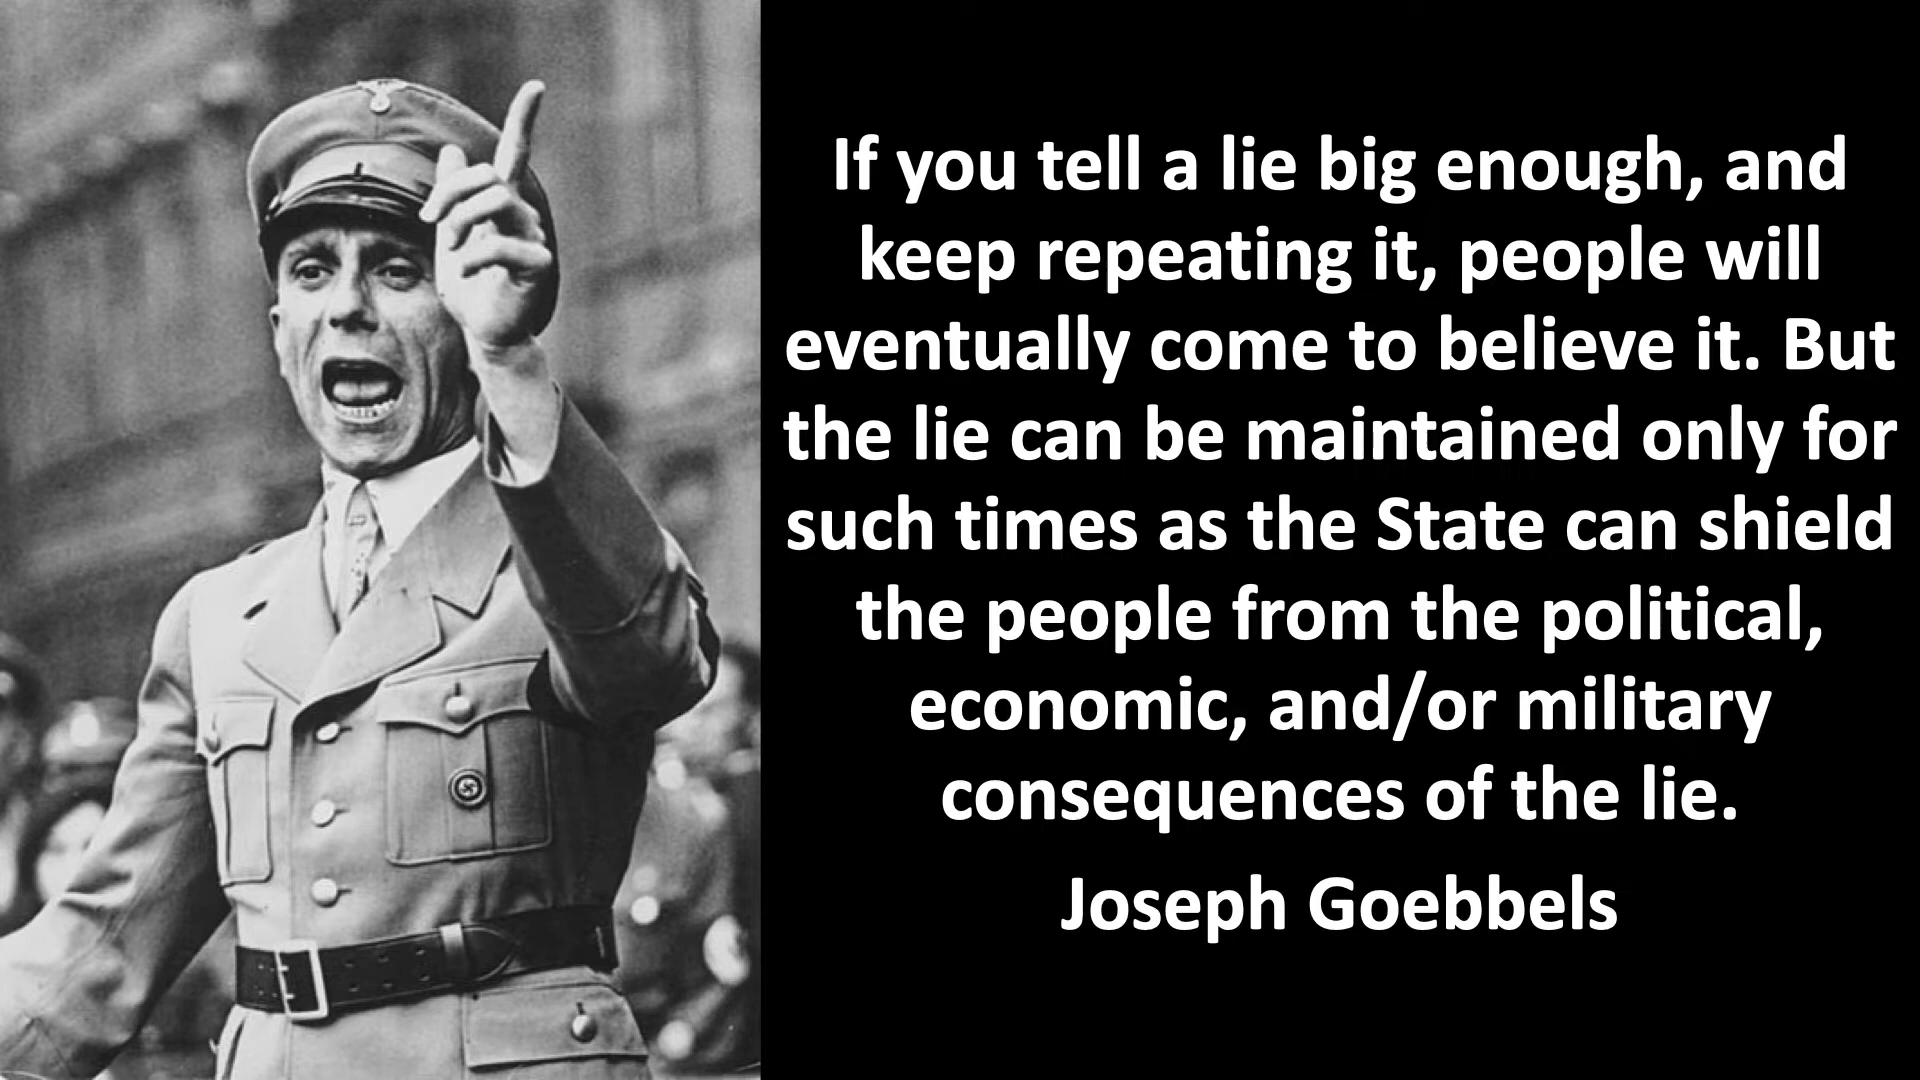 If you tell a lie big enough, and
keep repeating it, people will
eventually come to believe it. But
the lie can be maintained only for
such times as the State can shield
the people from the political,
economic, and/or military
consequences of the lie.
Joseph Goebbels